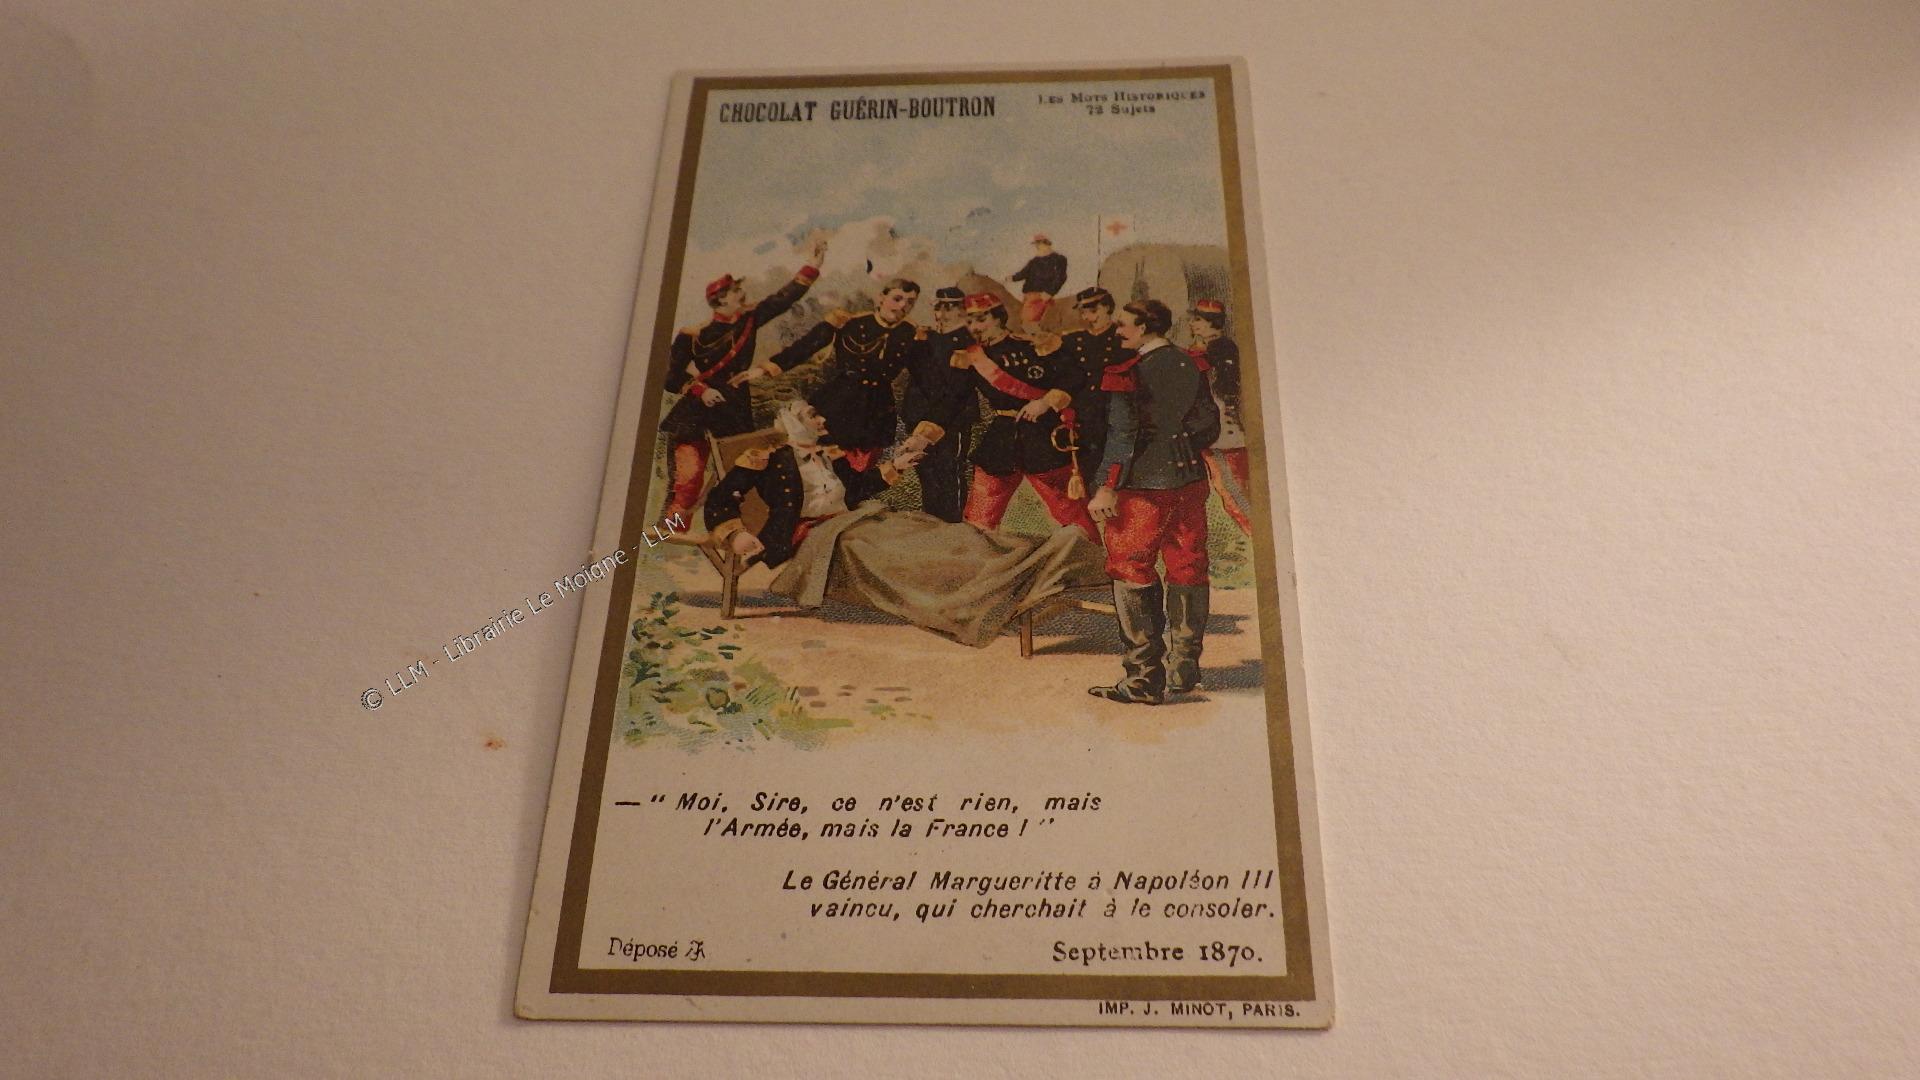 CHOCOLAT GUÉRIN-BOUTRON
LES MOTS HISTORIQUES
72 Sujets
© LLM - Librairie Le Moigne - LLM
— " Moi, Sire, ce n'est rien, mais
l'Armée, mais la France ! "
Le Général Margueritte à Napoléon III
vaincu, qui cherchait à le consoler.
Déposé
Septembre 1870.
IMP. J. MINOT, PARIS.